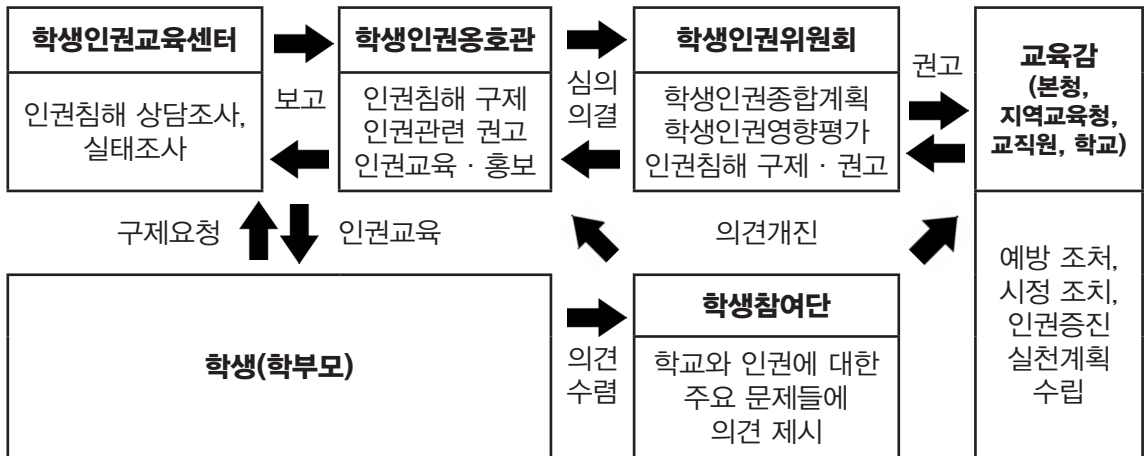 학생인권교육센터
인권침해 상담조사,
실태조사
보고
학생인권옹호관
인권침해 구제
인권관련 권고
인권교육 · 홍보
심의
의결
학생인권위원회
학생인권종합계획
학생인권영향평가
인권침해 구제 · 권고
권고
교육감
(본청,
지역교육청,
교직원, 학교)
예방 조처,
시정 조치,
인권증진
실천계획
수립
구제요청
인권교육
의견개진
학생(학부모)
의견
수렴
학생참여단
학교와 인권에 대한
주요 문제들에
의견 제시